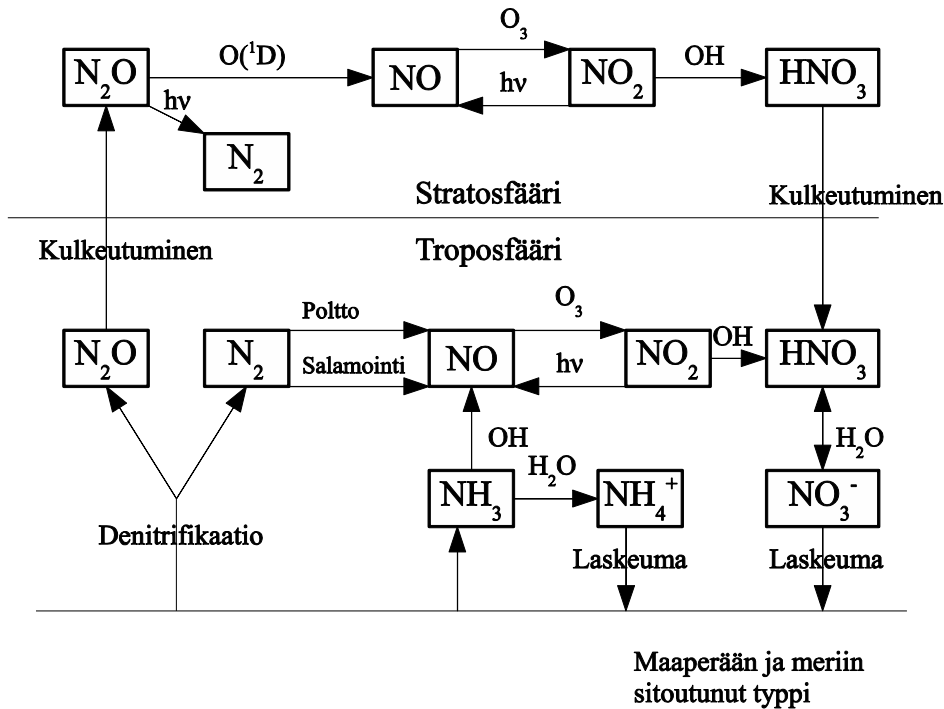 O₃
N₂O O(¹D) NO NO₂ OH HNO₃
hν hν
N₂
Stratosfääri
Kulkeutuminen
Kulkeutuminen
Troposfääri
O₃
Poltto
N₂O N₂ NO NO₂ OH HNO₃
Salamointi hν
OH H₂O
H₂O
NH₃ NH₄⁺ NO₃⁻
Denitrifikaatio
Laskeuma Laskeuma
Maaperään ja meriin
sitoutunut typpi